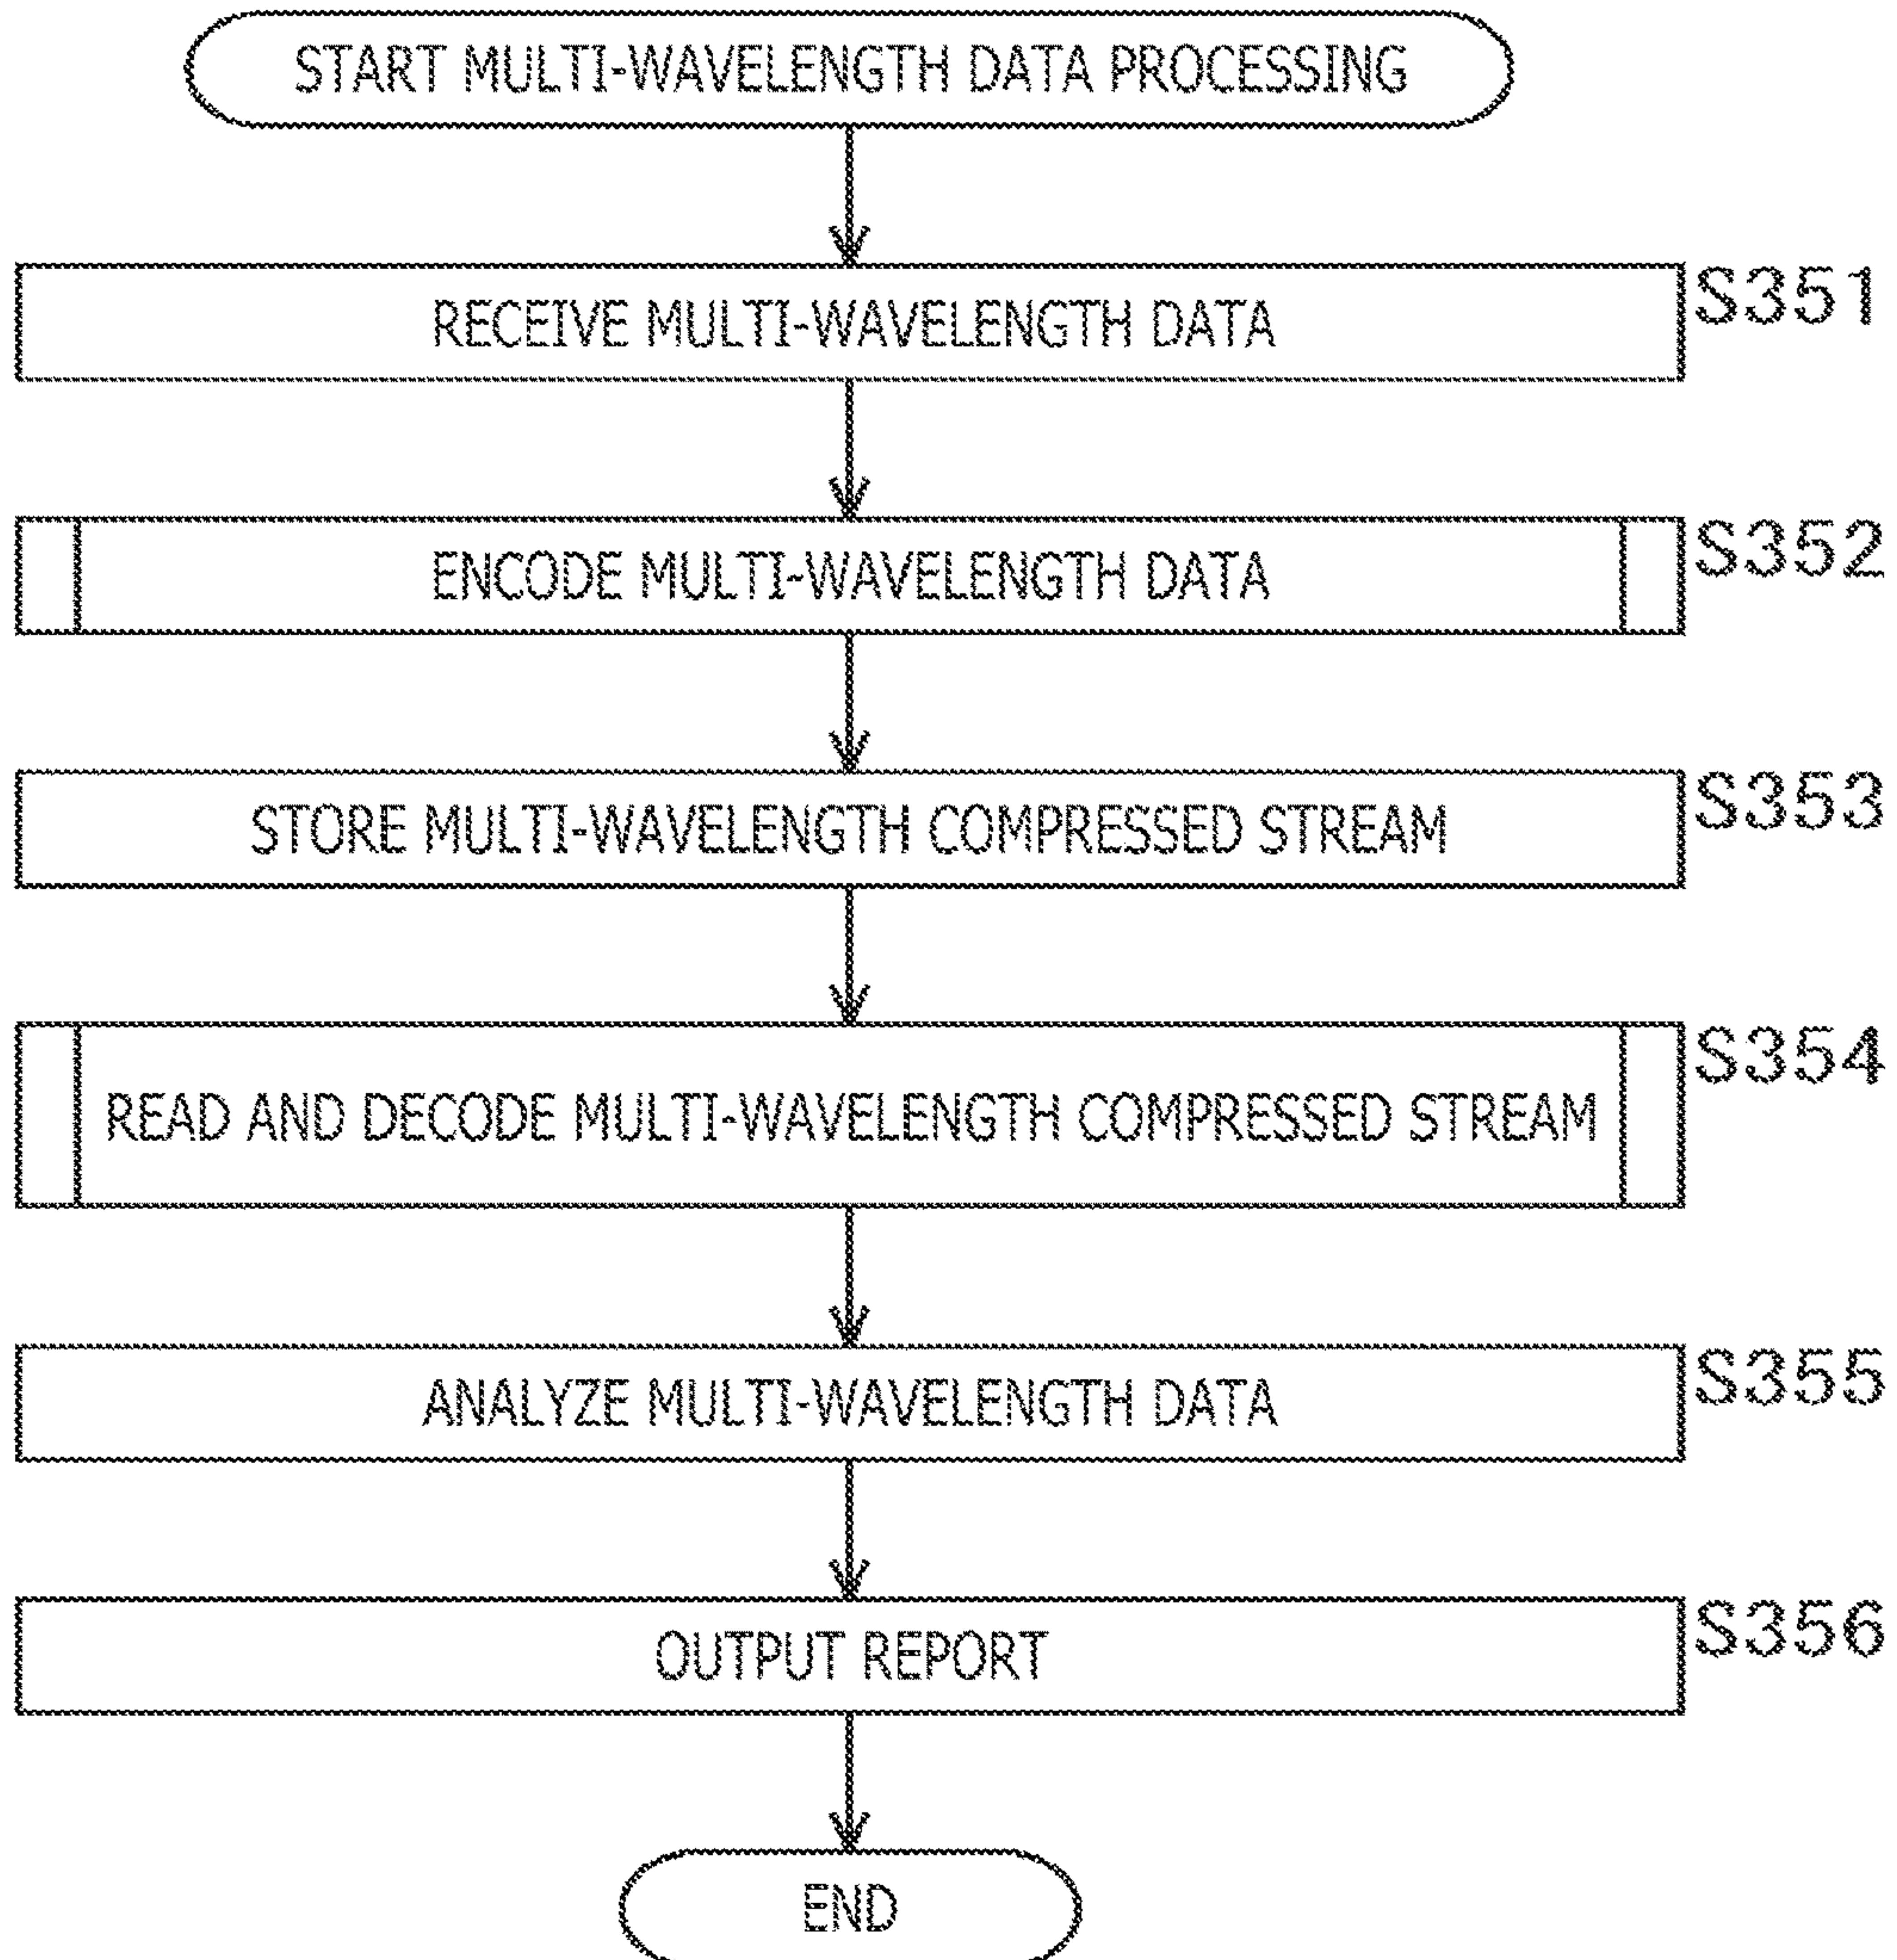 START MULTI-WAVELENGTH DATA PROCESSING
RECEIVE MULTI-WAVELENGTH DATA
S351
ENCODE MULTI-WAVELENGTH DATA
S352
STORE MULTI-WAVELENGTH COMPRESSED STREAM
S353
READ AND DECODE MULTI-WAVELENGTH COMPRESSED STREAM
S354
ANALYZE MULTI-WAVELENGTH DATA
S355
OUTPUT REPORT
S356
END